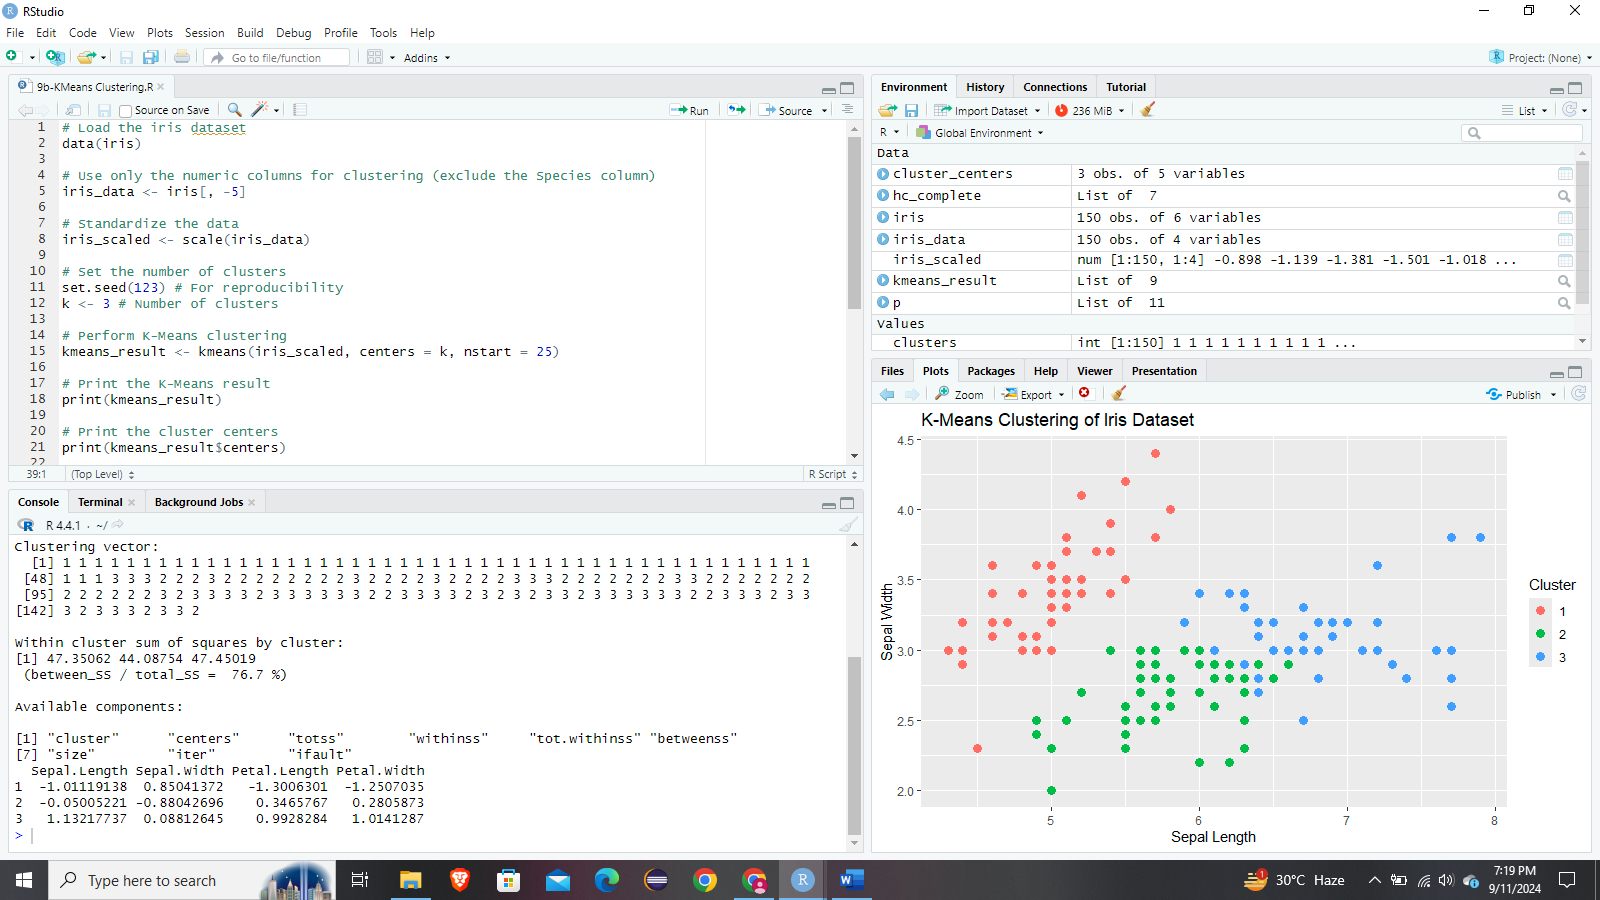 RStudio
File Edit Code View Plots Session Build Debug Profile Tools Help
Go to file/function Addins Project: (None)
9b-KMeans Clustering.R
Source on Save Run Source
1 # Load the iris dataset
2 data(iris)
3
4 # Use only the numeric columns for clustering (exclude the Species column)
5 iris_data <- iris[, -5]
6
7 # Standardize the data
8 iris_scaled <- scale(iris_data)
9
10 # Set the number of clusters
11 set.seed(123) # For reproducibility
12 k <- 3 # Number of clusters
13
14 # Perform K-Means clustering
15 kmeans_result <- kmeans(iris_scaled, centers = k, nstart = 25)
16
17 # Print the K-Means result
18 print(kmeans_result)
19
20 # Print the cluster centers
21 print(kmeans_result$centers)
22
39:1 (Top Level) R Script
Console Terminal Background Jobs
R 4.4.1 · ~/
Clustering vector:
[1] 1 1 1 1 1 1 1 1 1 1 1 1 1 1 1 1 1 1 1 1 1 1 1 1 1 1 1 1 1 1 1 1 1 1 1 1 1 1 1 1 1 1 1 1 1 1 1
[48] 1 1 1 3 3 3 2 2 2 3 2 2 2 2 2 2 2 2 3 2 2 2 2 3 2 2 2 2 3 3 3 2 2 2 2 2 2 2 3 3 2 2 2 2 2 2 2
[95] 2 2 2 2 2 2 3 2 3 3 3 3 2 3 3 3 3 3 3 2 2 3 3 3 3 2 3 2 3 2 3 3 2 3 3 3 3 3 3 2 2 3 3 3 2 3 3
[142] 3 2 3 3 3 2 3 3 2
Within cluster sum of squares by cluster:
[1] 47.35062 44.08754 47.45019
(between_SS / total_SS = 76.7 %)
Available components:
[1] "cluster" "centers" "totss" "withinss" "tot.withinss" "betweenss"
[7] "size" "iter" "ifault"
Sepal.Length Sepal.Width Petal.Length Petal.Width
1 -1.01119138 0.85041372 -1.3006301 -1.2507035
2 -0.05005221 -0.88042696 0.3465767 0.2805873
3 1.13217737 0.08812645 0.9928284 1.0141287
>
Environment History Connections Tutorial
Import Dataset 236 MiB List
R Global Environment
Data
cluster_centers 3 obs. of 5 variables
hc_complete List of 7
iris 150 obs. of 6 variables
iris_data 150 obs. of 4 variables
iris_scaled num [1:150, 1:4] -0.898 -1.139 -1.381 -1.501 -1.018 ...
kmeans_result List of 9
p List of 11
Values
clusters int [1:150] 1 1 1 1 1 1 1 1 1 1 ...
Files Plots Packages Help Viewer Presentation
Zoom Export Publish
K-Means Clustering of Iris Dataset
4.5
4.0
3.5
3.0
2.5
2.0
Sepal Width
5 6 7 8
Sepal Length
Cluster
1
2
3
Type here to search
1
30°C Haze
7:19 PM
9/11/2024